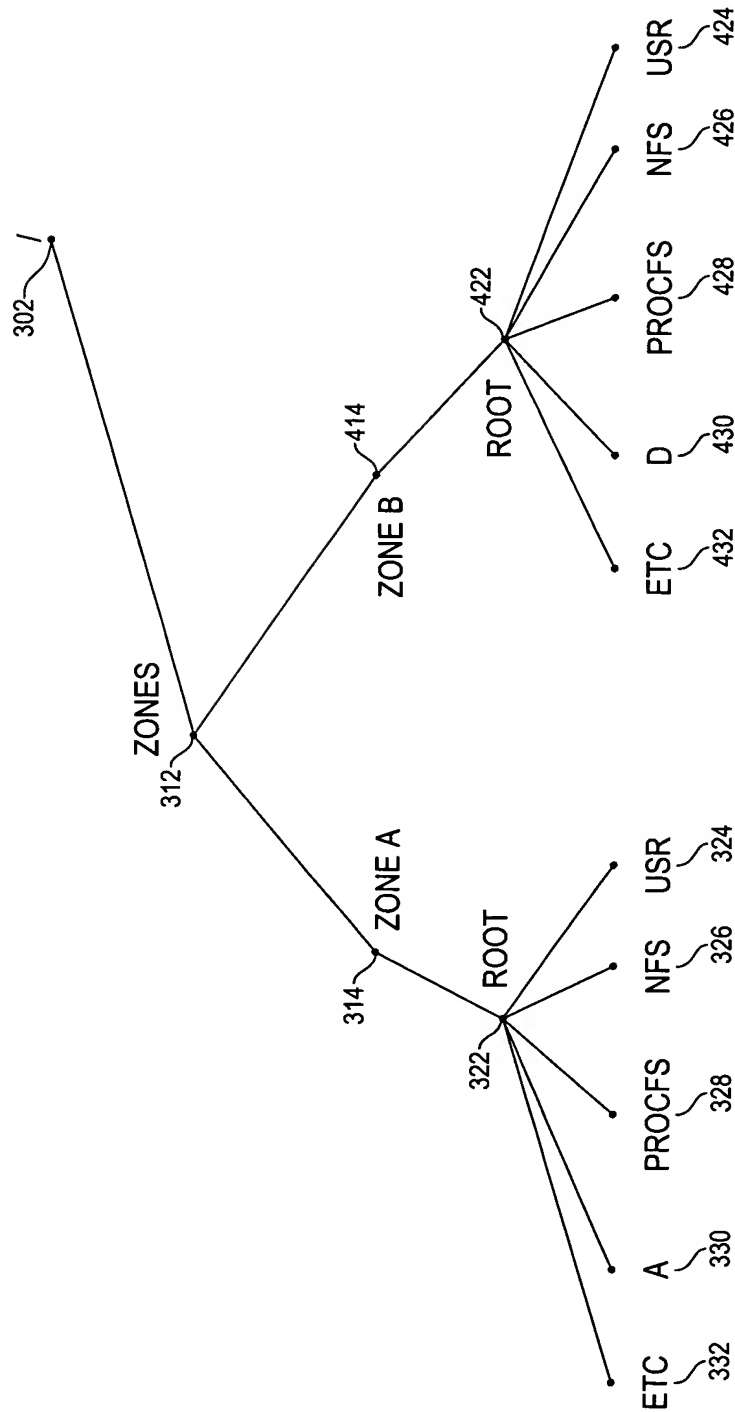 /
302
ZONES
312
ZONE A
314
ZONE B
414
ROOT
322
ROOT
422
ETC
332
A
330
PROCFS
328
NFS
326
USR
324
ETC
432
D
430
PROCFS
428
NFS
426
USR
424